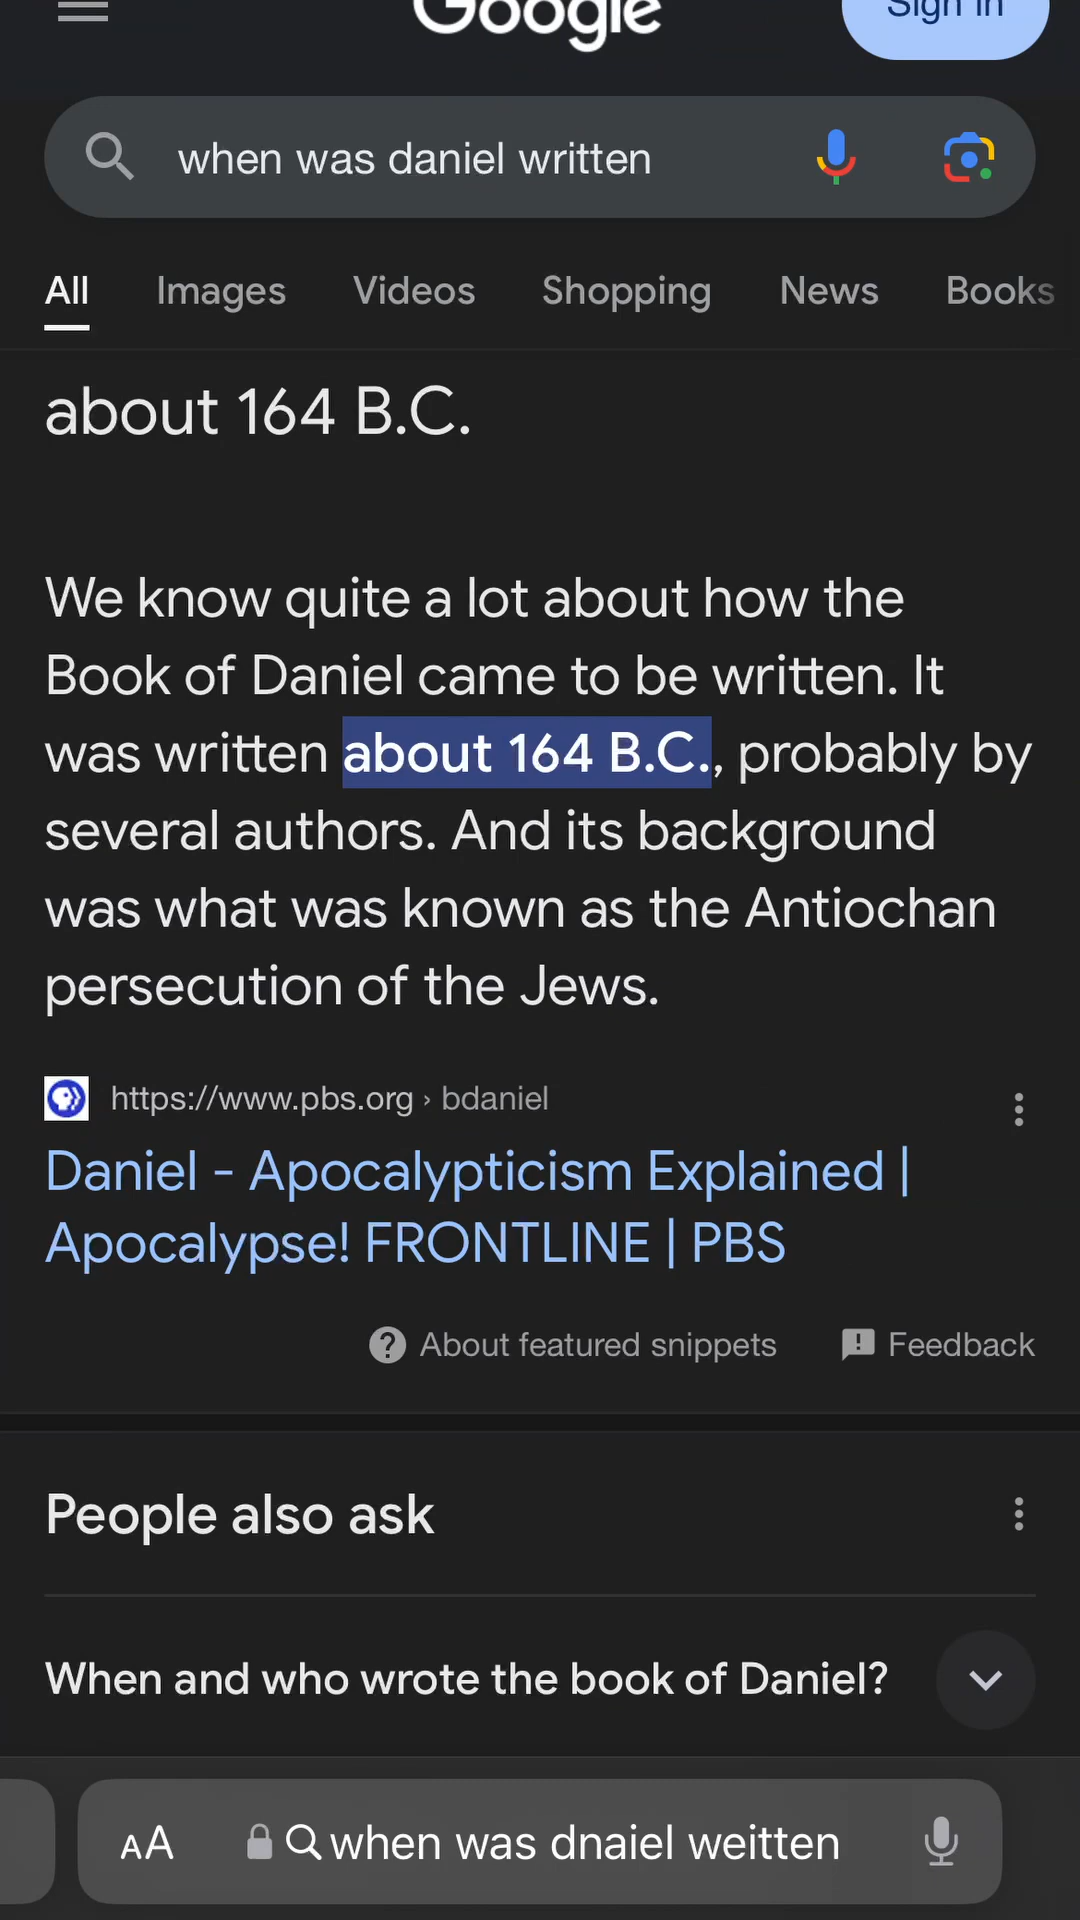 Google
Sign in
when was daniel written
All Images Videos Shopping News Books
about 164 B.C.
We know quite a lot about how the
Book of Daniel came to be written. It
was written about 164 B.C., probably by
several authors. And its background
was what was known as the Antiochan
persecution of the Jews.
https://www.pbs.org › bdaniel
Daniel - Apocalypticism Explained |
Apocalypse! FRONTLINE | PBS
About featured snippets Feedback
People also ask
When and who wrote the book of Daniel?
AA when was dnaiel weitten